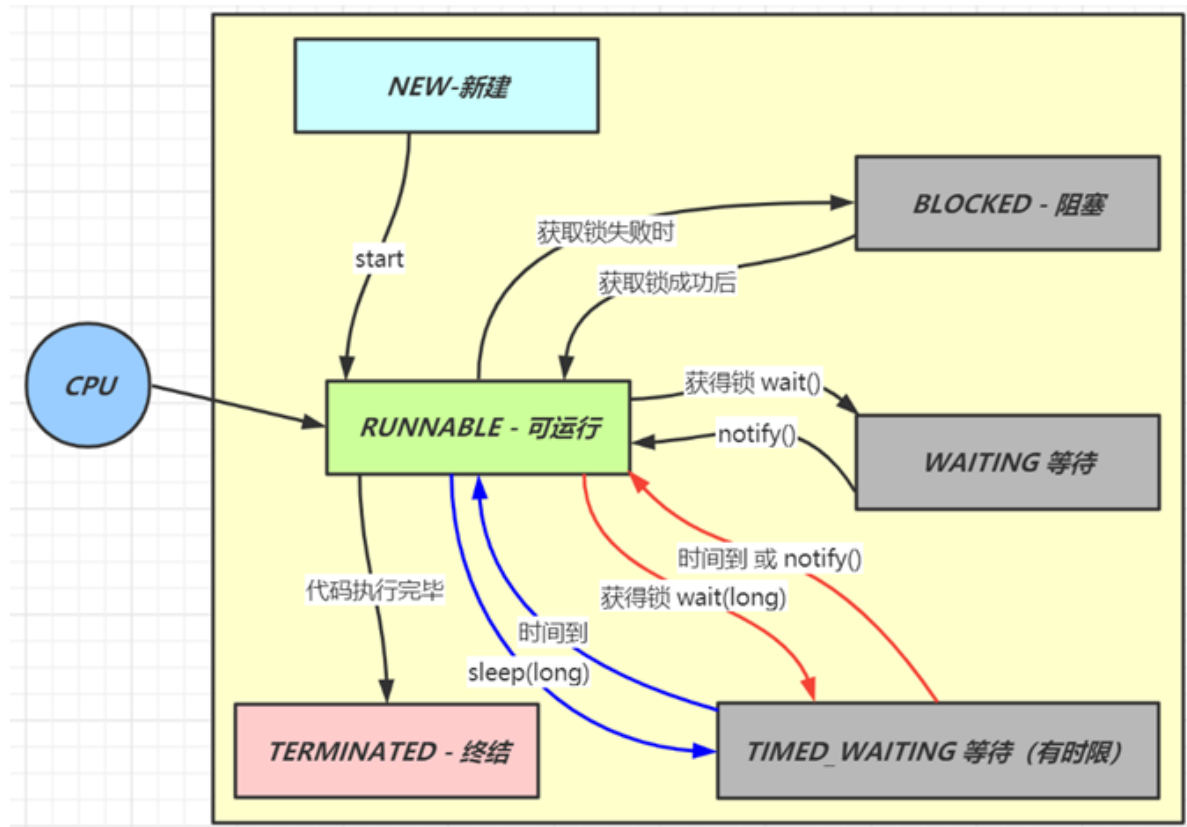 NEW-新建
BLOCKED - 阻塞
获取锁失败时
start
获取锁成功后
CPU
获得锁 wait()
RUNNABLE - 可运行
notify()
WAITING 等待
时间到 或 notify()
代码执行完毕
获得锁 wait(long)
时间到
sleep(long)
TERMINATED - 终结
TIMED_WAITING 等待（有时限）